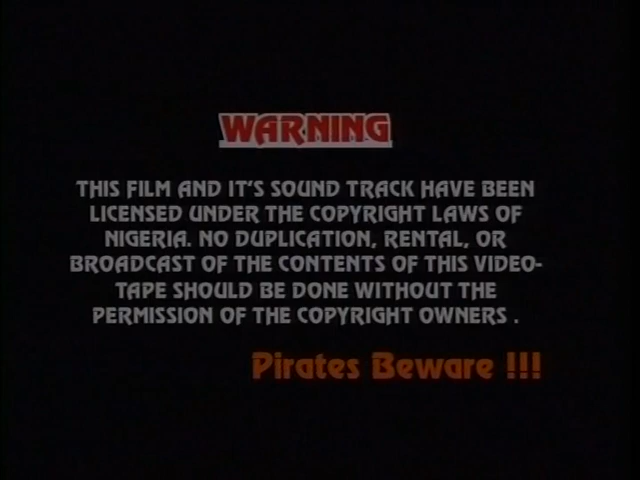 WARNING
THIS FILM AND IT'S SOUND TRACK HAVE BEEN
LICENSED UNDER THE COPYRIGHT LAWS OF
NIGERIA. NO DUPLICATION, RENTAL, OR
BROADCAST OF THE CONTENTS OF THIS VIDEO-
TAPE SHOULD BE DONE WITHOUT THE
PERMISSION OF THE COPYRIGHT OWNERS .
Pirates Beware !!!